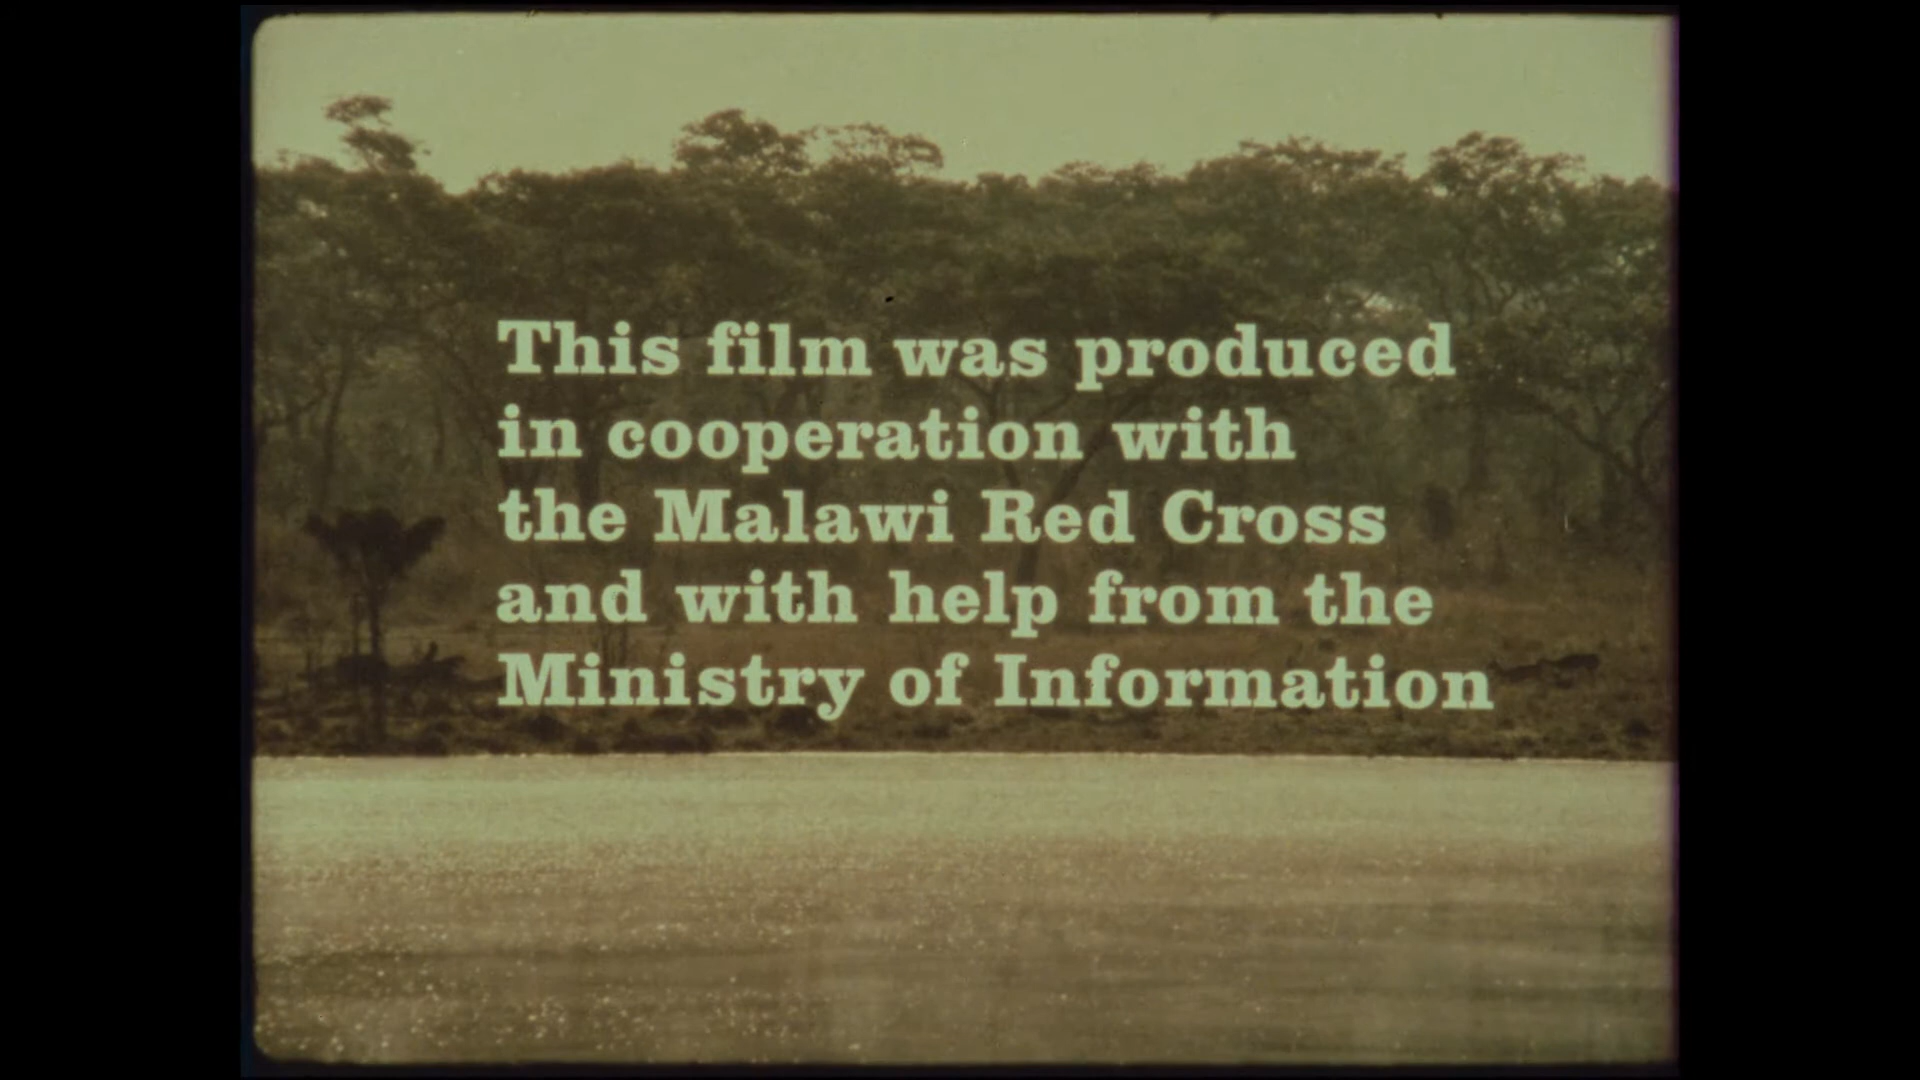 This film was produced
in cooperation with
the Malawi Red Cross
and with help from the
Ministry of Information